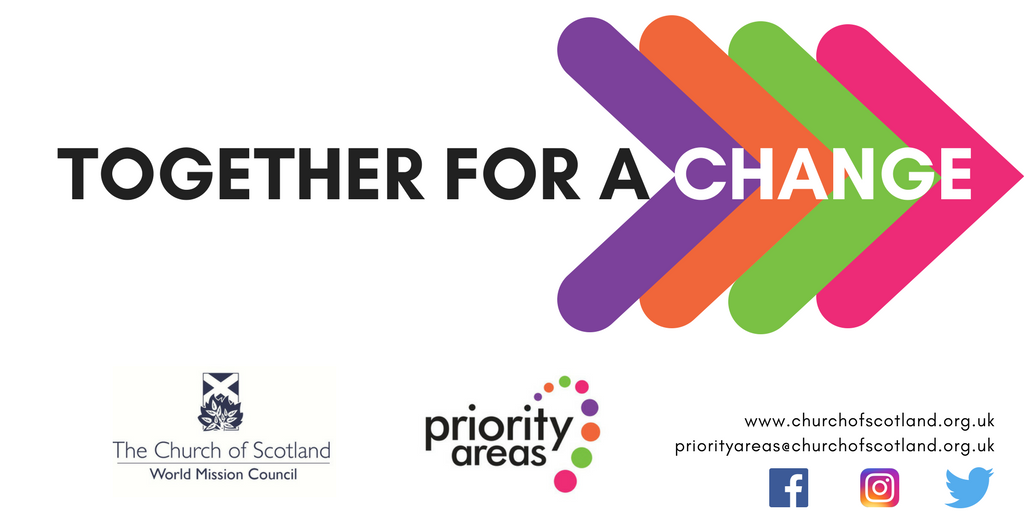 TOGETHER FOR A CHANGE
The Church of Scotland
World Mission Council
priority
areas
www.churchofscotland.org.uk
priorityareas@churchofscotland.org.uk